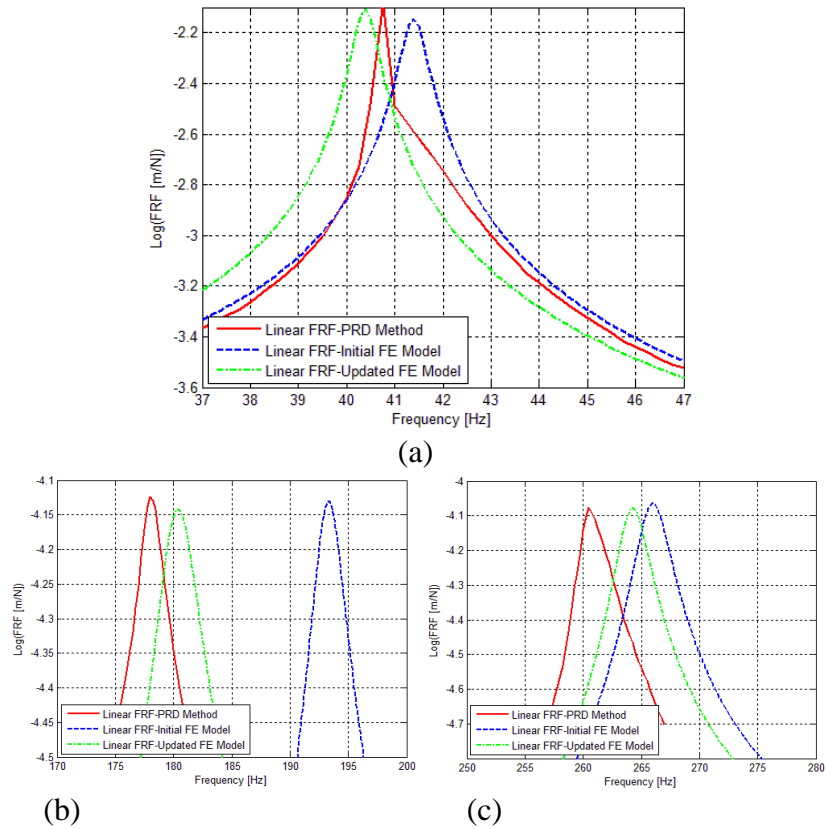 -2.2
-2.4
-2.6
-2.8
-3
-3.2
-3.4
-3.6
Log(FRF [m/N])
Linear FRF-PRD Method
Linear FRF-Initial FE Model
Linear FRF-Updated FE Model
37 38 39 40 41 42 43 44 45 46 47
Frequency [Hz]
(a)
-4.1
-4.15
-4.2
-4.25
-4.3
-4.35
-4.4
-4.45
-4.5
Log(FRF [m/N])
Linear FRF-PRD Method
Linear FRF-Initial FE Model
Linear FRF-Updated FE Model
170 175 180 185 190 195 200
Frequency [Hz]
(b)
-4
-4.1
-4.2
-4.3
-4.4
-4.5
-4.6
-4.7
Log(FRF [m/N])
Linear FRF-PRD Method
Linear FRF-Initial FE Model
Linear FRF-Updated FE Model
250 255 260 265 270 275 280
Frequency [Hz]
(c)